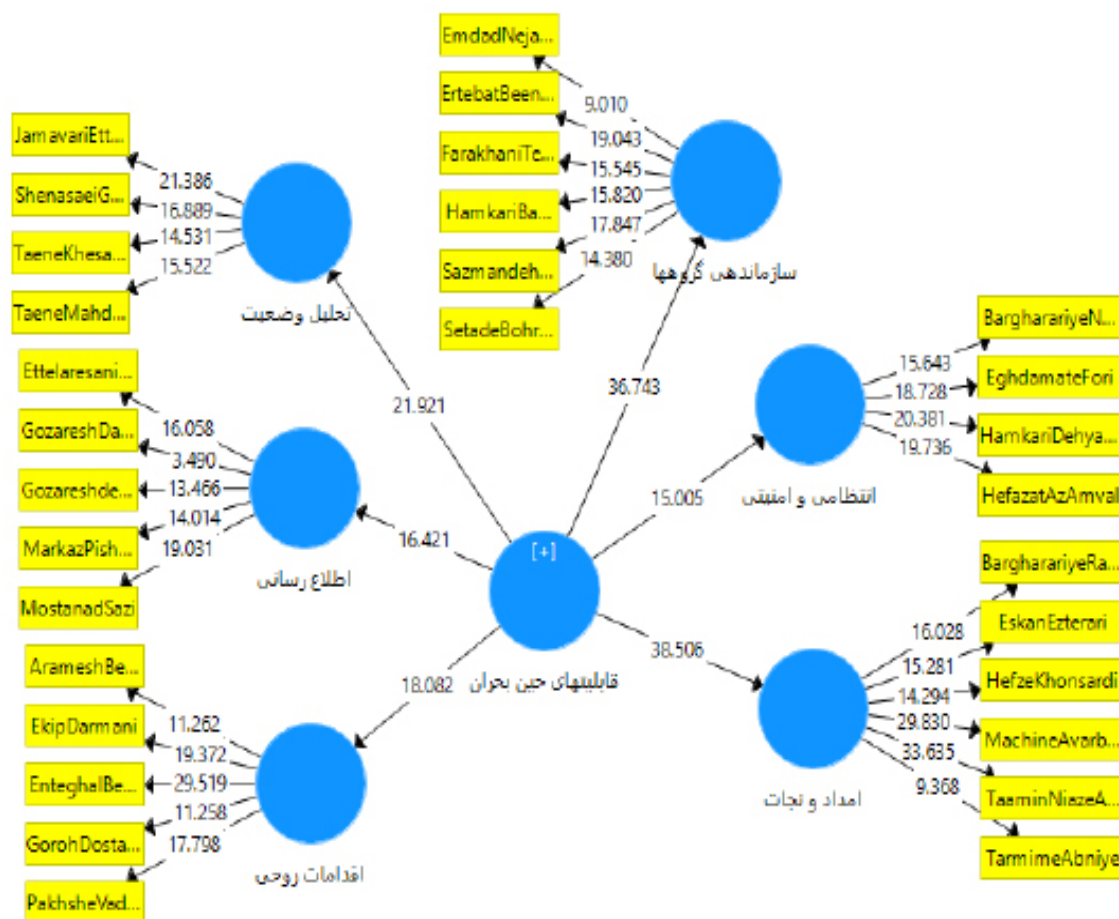 EmdadNeja...
ErtebatBeen...
FarakhaniTe...
HamkariBa...
Sazmandeh...
SetadeBohr...
9.010
19.043
15.545
15.820
17.847
14.380
سازماندهی گروهها
JamavariEtt...
ShenasaeiG...
TaeneKhesa...
TaeneMahd...
21.386
16.889
14.531
15.522
تحلیل وضعیت
21.921
36.743
BargharariyeN...
EghdamateFori
HamkariDehya...
HefazatAzAmval
15.643
18.728
20.381
19.736
انتظامی و امنیتی
15.005
Ettelaresani...
GozareshDa...
Gozareshde...
MarkazPish...
MostanadSazi
16.058
3.490
13.466
14.014
19.031
اطلاع رسانی
16.421
[+]
قابلیتهای حین بحران
38.506
18.082
BargharariyeRa...
EskanEzterari
HefzeKhonsardi
MachineAvarb...
TaaminNiazeA...
TarmimeAbniye
16.028
15.281
14.294
29.830
33.635
9.368
امداد و نجات
ArameshBe...
EkipDarmani
EnteghalBe...
GorohDosta...
PakhsheVad...
11.262
19.372
29.519
11.258
17.798
اقدامات روحی